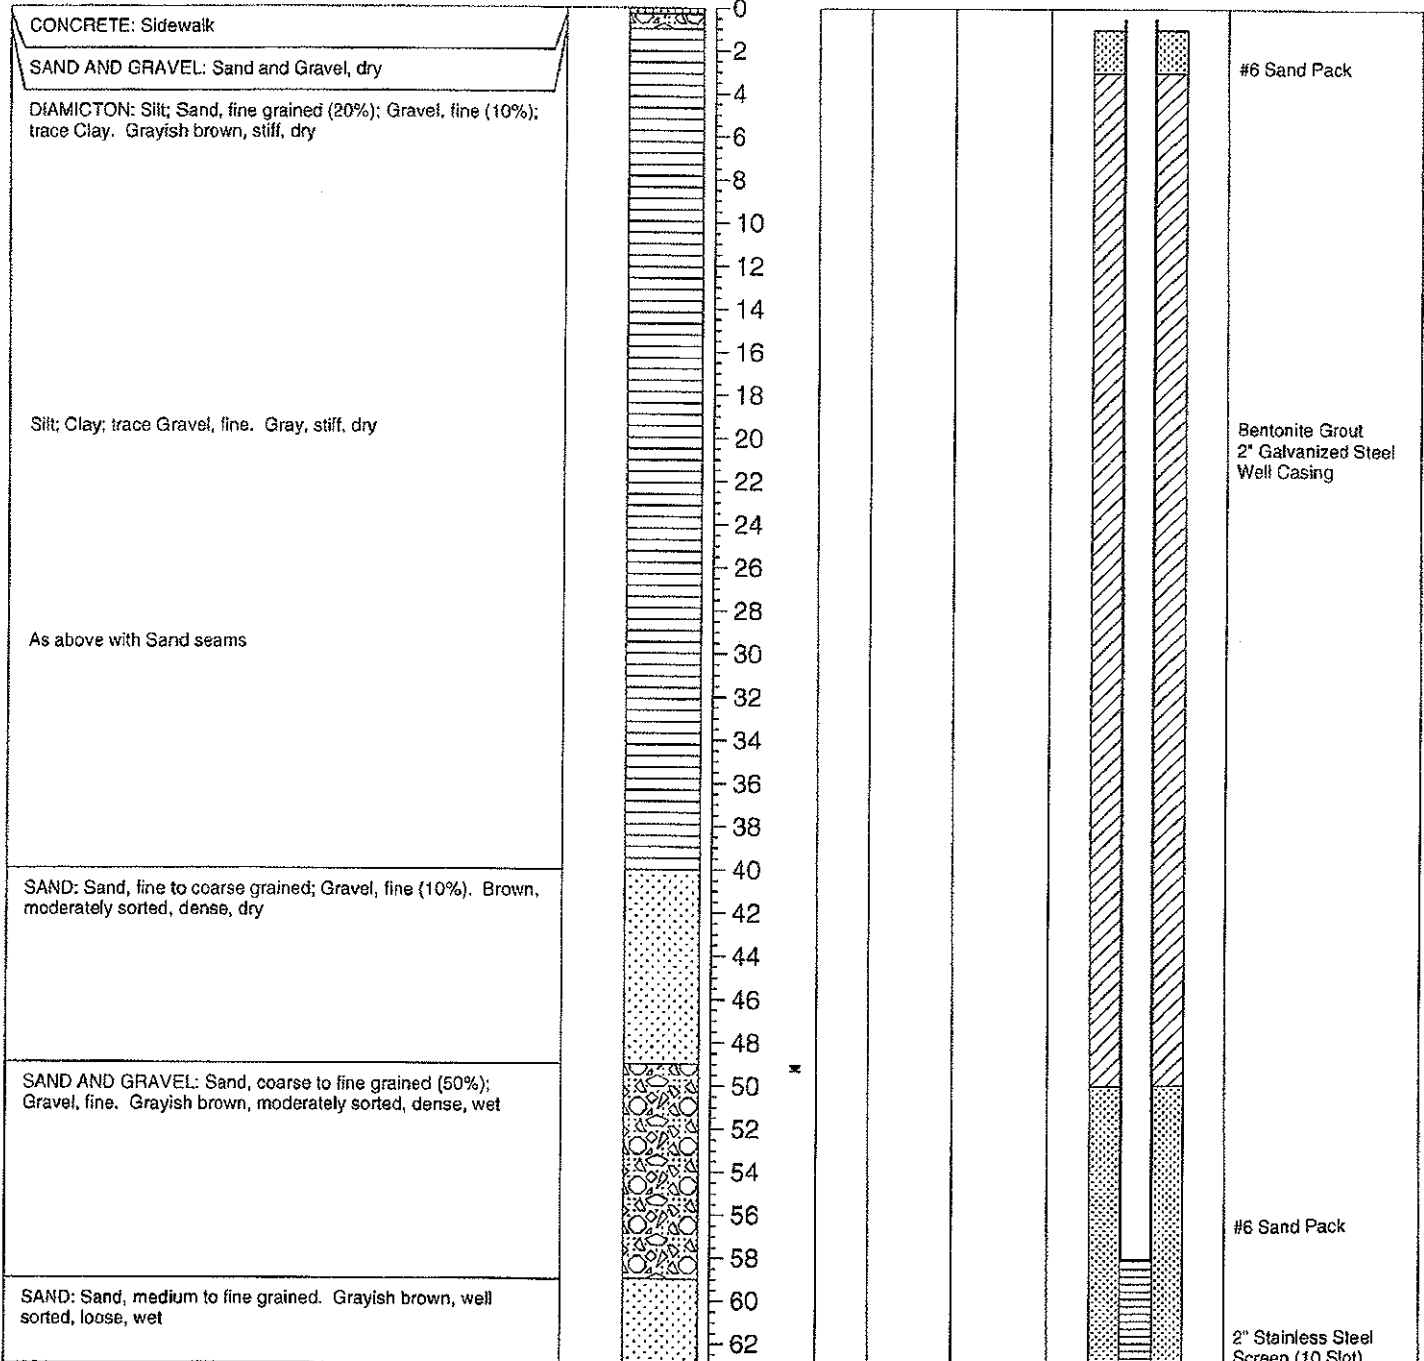 CONCRETE: Sidewalk
SAND AND GRAVEL: Sand and Gravel, dry
DIAMICTON: Silt; Sand, fine grained (20%); Gravel, fine (10%);
trace Clay. Grayish brown, stiff, dry
Silt; Clay; trace Gravel, fine. Gray, stiff, dry
As above with Sand seams
SAND: Sand, fine to coarse grained; Gravel, fine (10%). Brown,
moderately sorted, dense, dry
SAND AND GRAVEL: Sand, coarse to fine grained (50%);
Gravel, fine. Grayish brown, moderately sorted, dense, wet
SAND: Sand, medium to fine grained. Grayish brown, well
sorted, loose, wet
0
2
4
6
8
10
12
14
16
18
20
22
24
26
28
30
32
34
36
38
40
42
44
46
48
50
52
54
56
58
60
62
#6 Sand Pack
Bentonite Grout
2" Galvanized Steel
Well Casing
#6 Sand Pack
2" Stainless Steel
Screen (10 Slot)